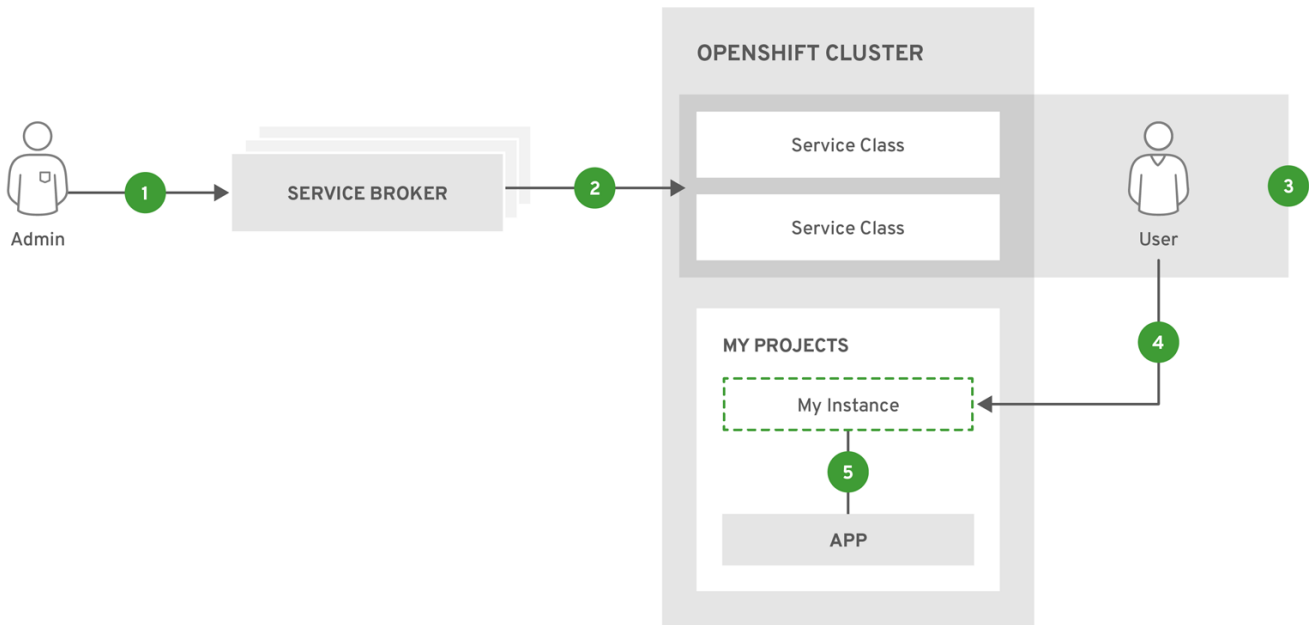 OPENSHIFT CLUSTER
Admin
1
SERVICE BROKER
2
Service Class
Service Class
User
3
4
MY PROJECTS
My Instance
5
APP